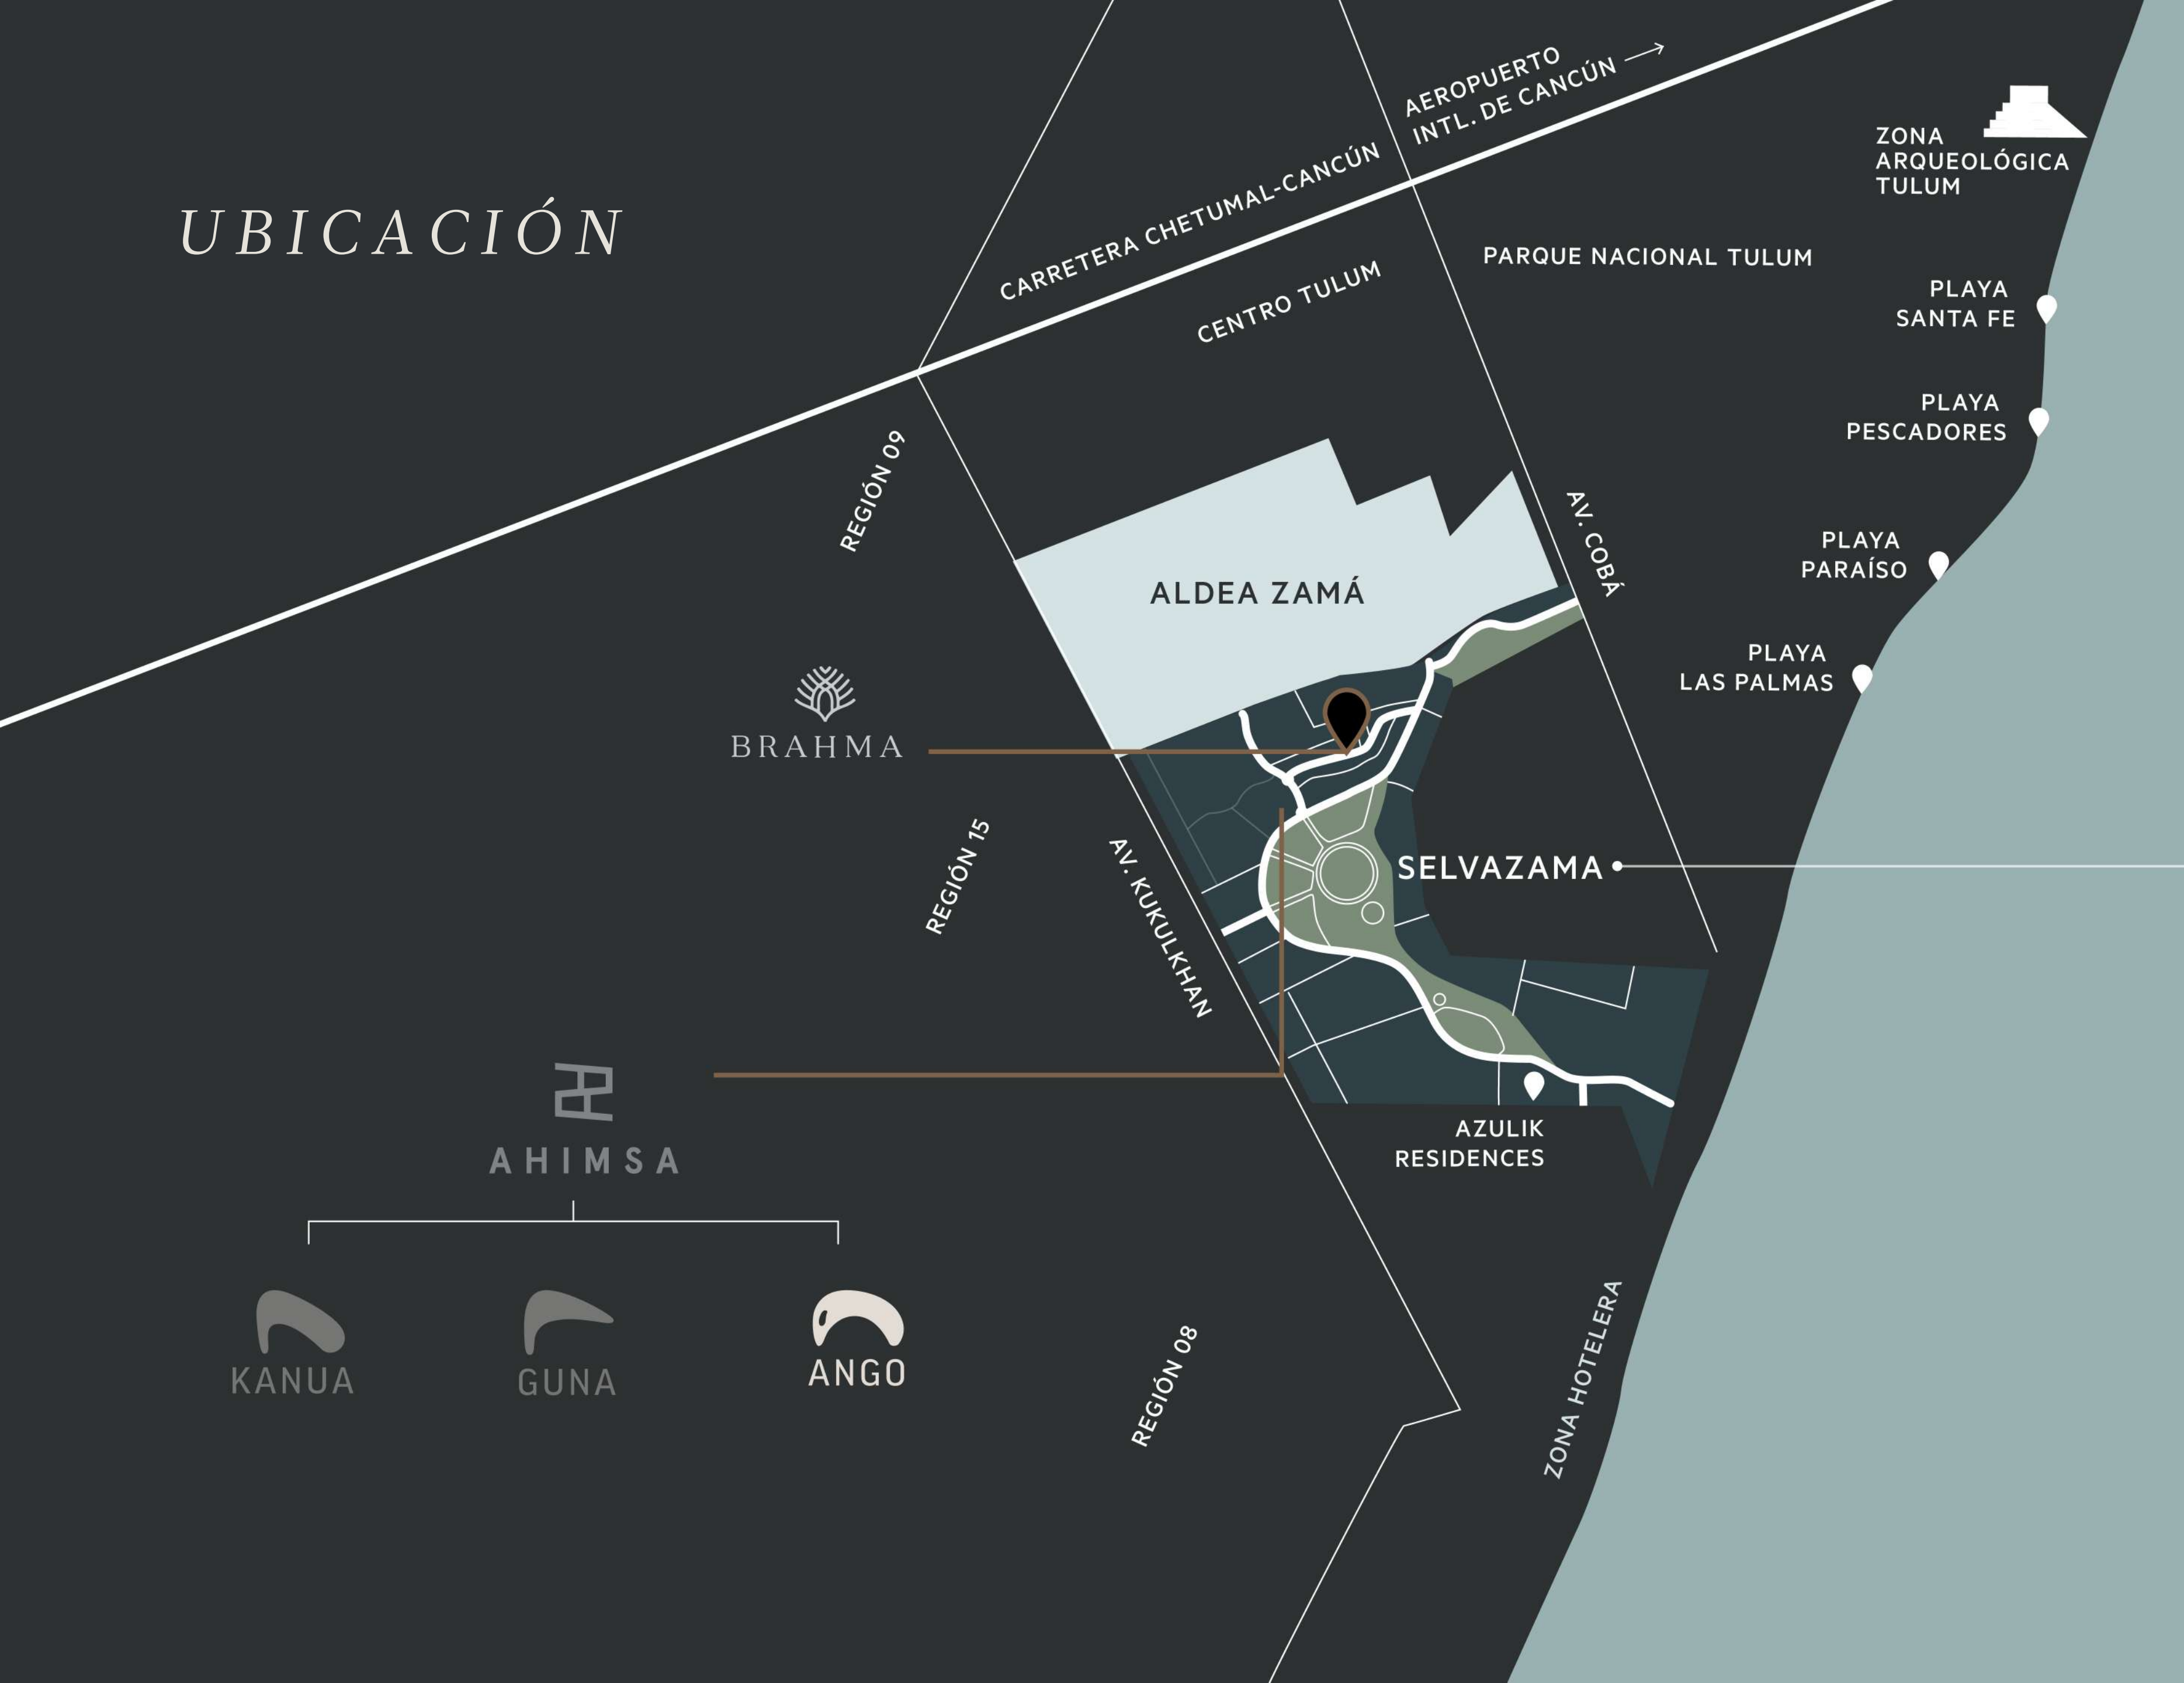 UBICACIÓN
AEROPUERTO
INTL. DE CANCÚN
CARRETERA CHETUMAL-CANCÚN
CENTRO TULUM
ZONA
ARQUEOLÓGICA
TULUM
PARQUE NACIONAL TULUM
PLAYA
SANTA FE
PLAYA
PESCADORES
REGIÓN 09
AV. COBÁ
PLAYA
PARAÍSO
ALDEA ZAMÁ
PLAYA
LAS PALMAS
BRAHMA
REGIÓN 15
AV. KUKULKHAN
SELVAZAMA
AHIMSA
AZULIK
RESIDENCES
KANUA
GUNA
ANGO
REGIÓN 08
ZONA HOTELERA